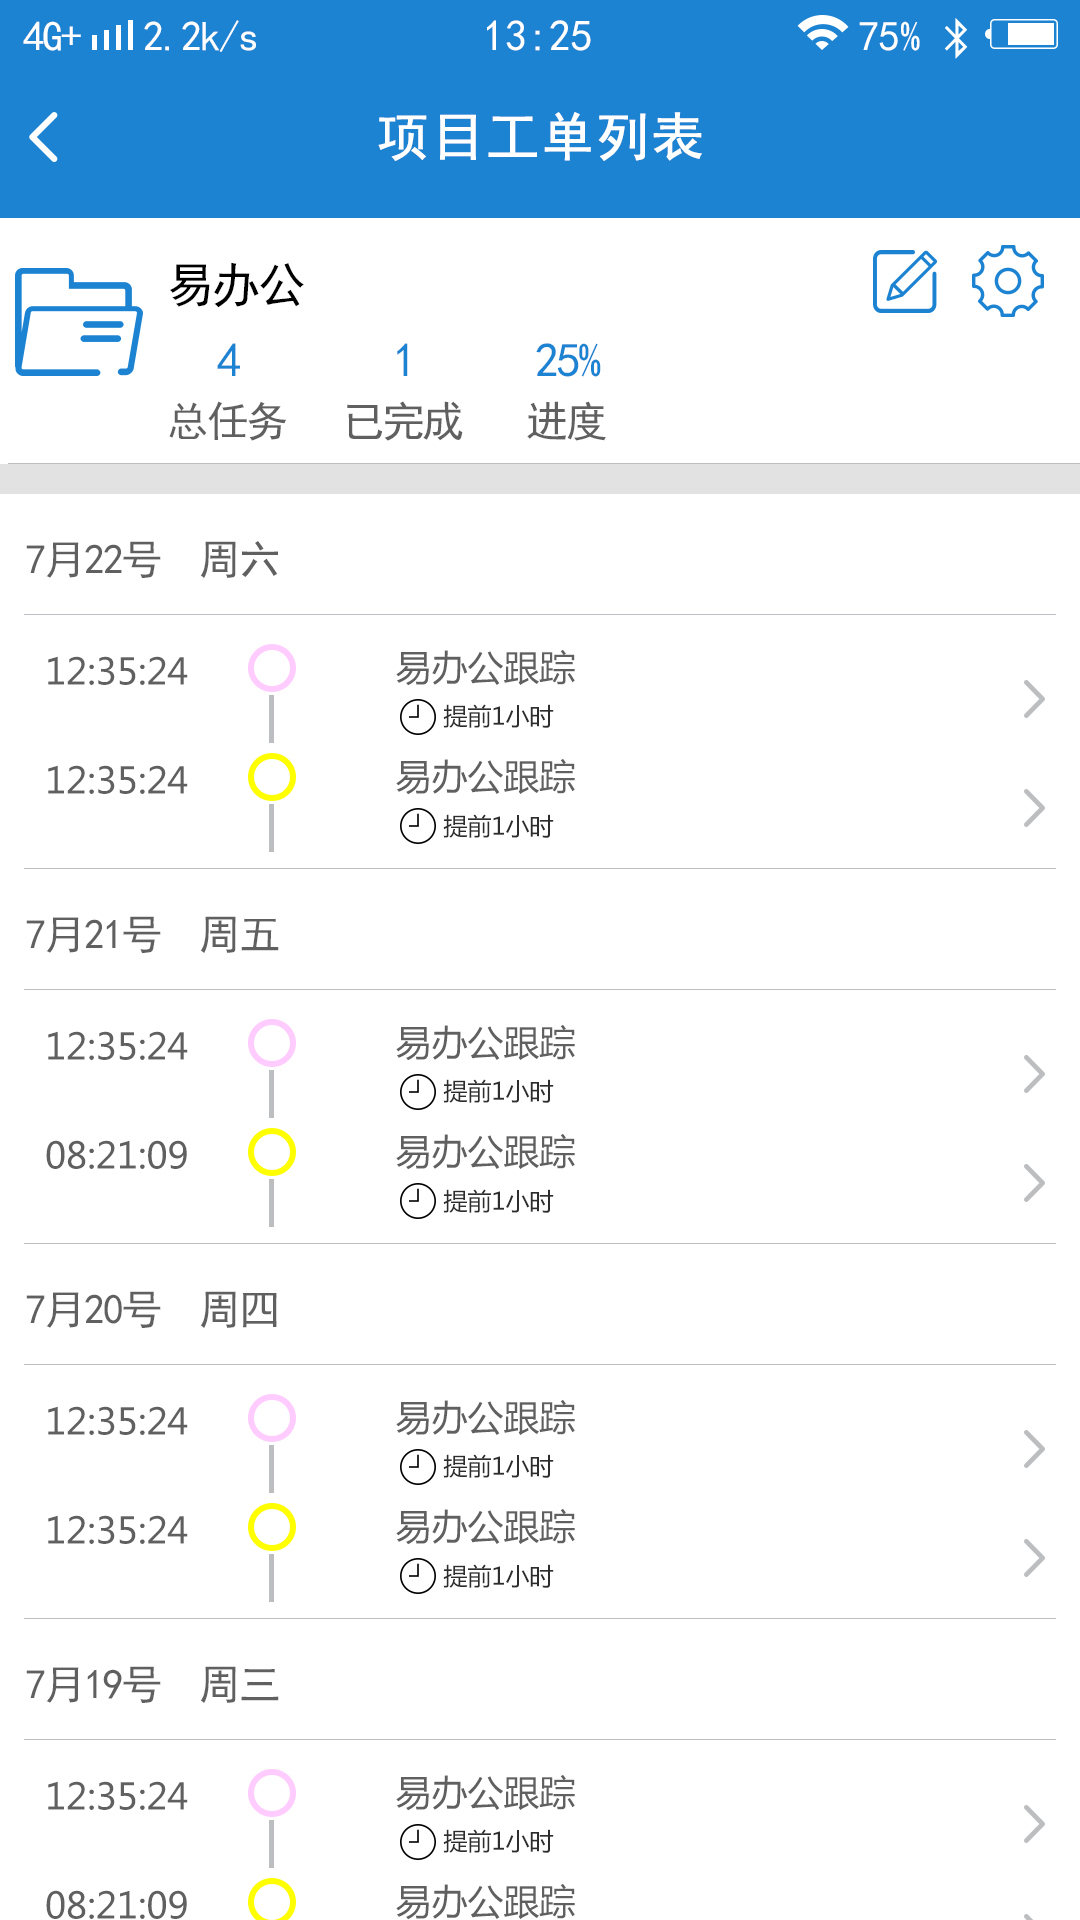 4G+ 2.2k/s 13:25 75%
项目工单列表
易办公
4 1 25%
总任务 已完成 进度
7月22号 周六
12:35:24 易办公跟踪
提前1小时
12:35:24 易办公跟踪
提前1小时
7月21号 周五
12:35:24 易办公跟踪
提前1小时
08:21:09 易办公跟踪
提前1小时
7月20号 周四
12:35:24 易办公跟踪
提前1小时
12:35:24 易办公跟踪
提前1小时
7月19号 周三
12:35:24 易办公跟踪
提前1小时
08:21:09 易办公跟踪